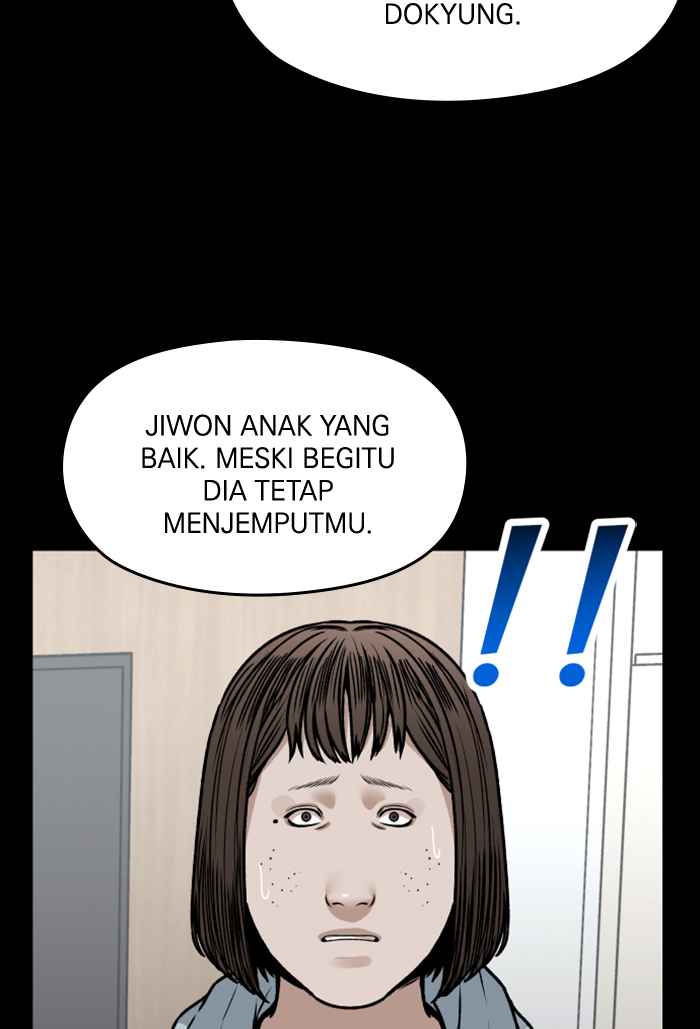 DOKYUNG.
JIWON ANAK YANG
BAIK. MESKI BEGITU
DIA TETAP
MENJEMPUTMU.
!!